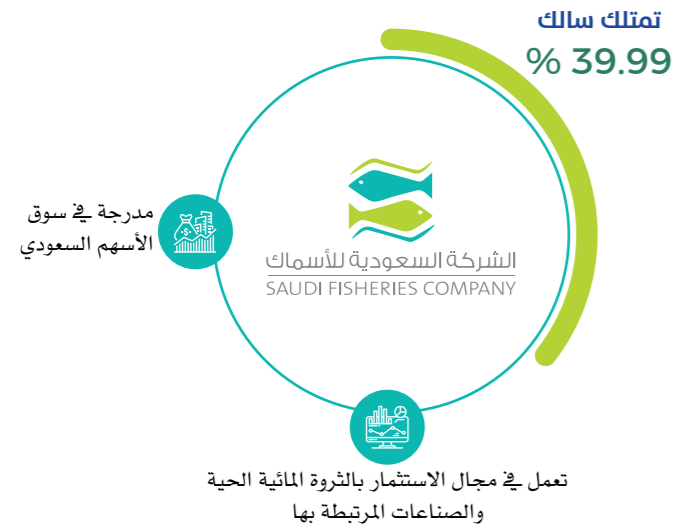 تمتلك سالك
% 39.99
الشركة السعودية للأسماك
SAUDI FISHERIES COMPANY
مدرجة في سوق
الأسهم السعودي
تعمل في مجال الاستثمار بالثروة المائية الحية
والصناعات المرتبطة بها